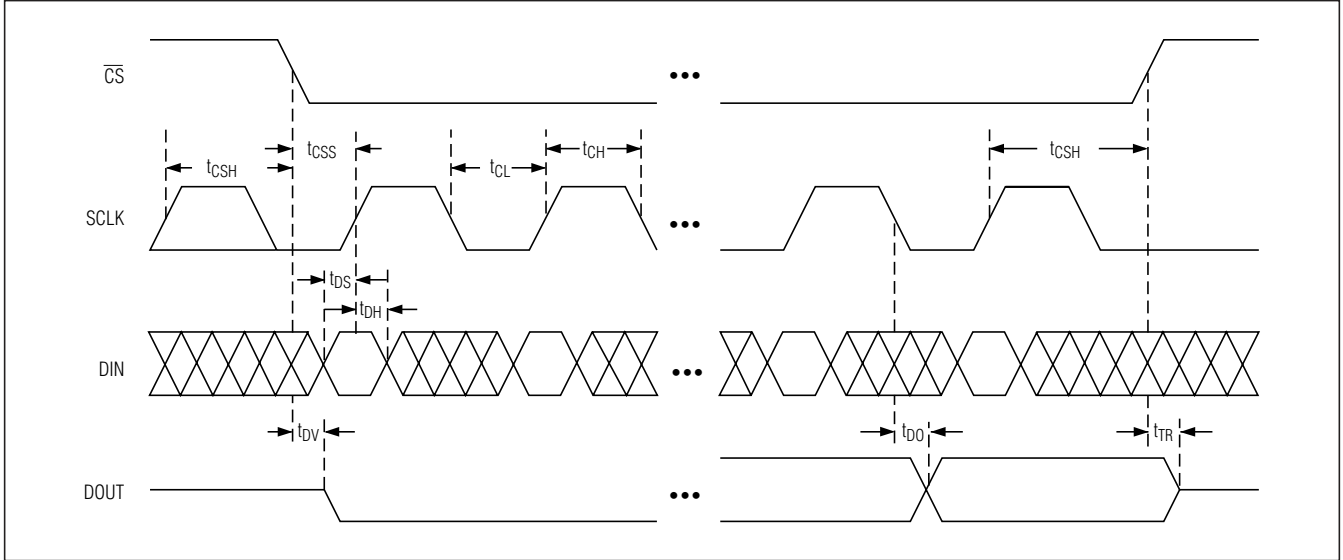 CS
•••
tCSS
tCH
tCSH
tCL
tCSH
SCLK
•••
tDS
tDH
DIN
•••
tDV
tDO
tTR
DOUT
•••